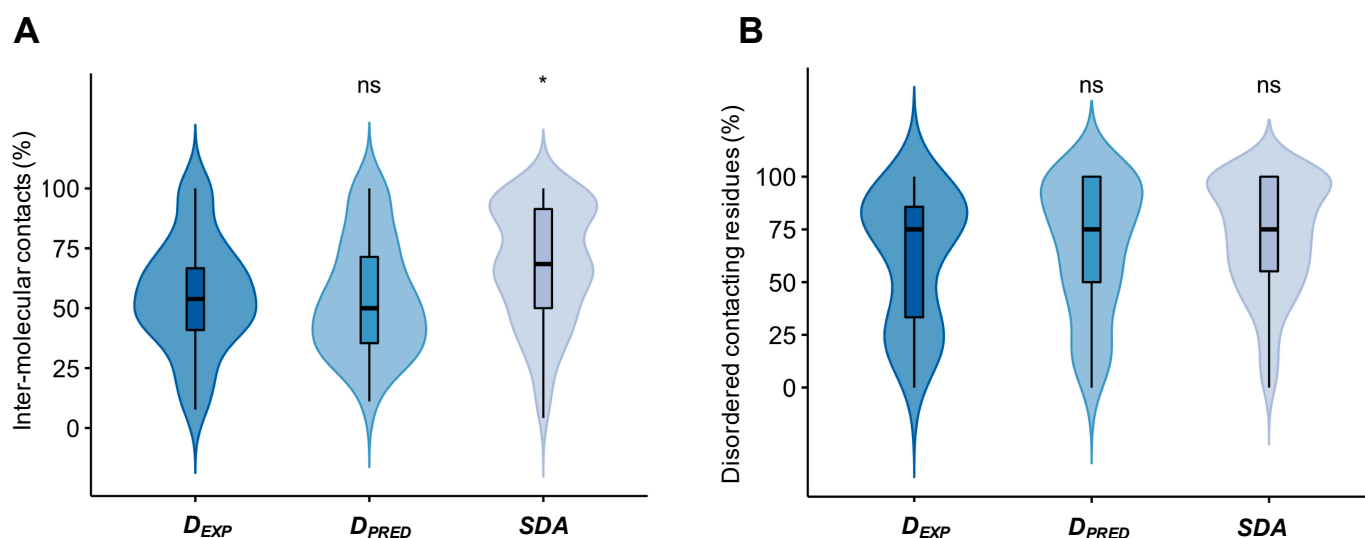 A
Inter-molecular contacts (%)
100
75
50
25
0
ns
*
D_EXP
D_PRED
SDA
B
Disordered contacting residues (%)
100
75
50
25
0
ns
ns
D_EXP
D_PRED
SDA